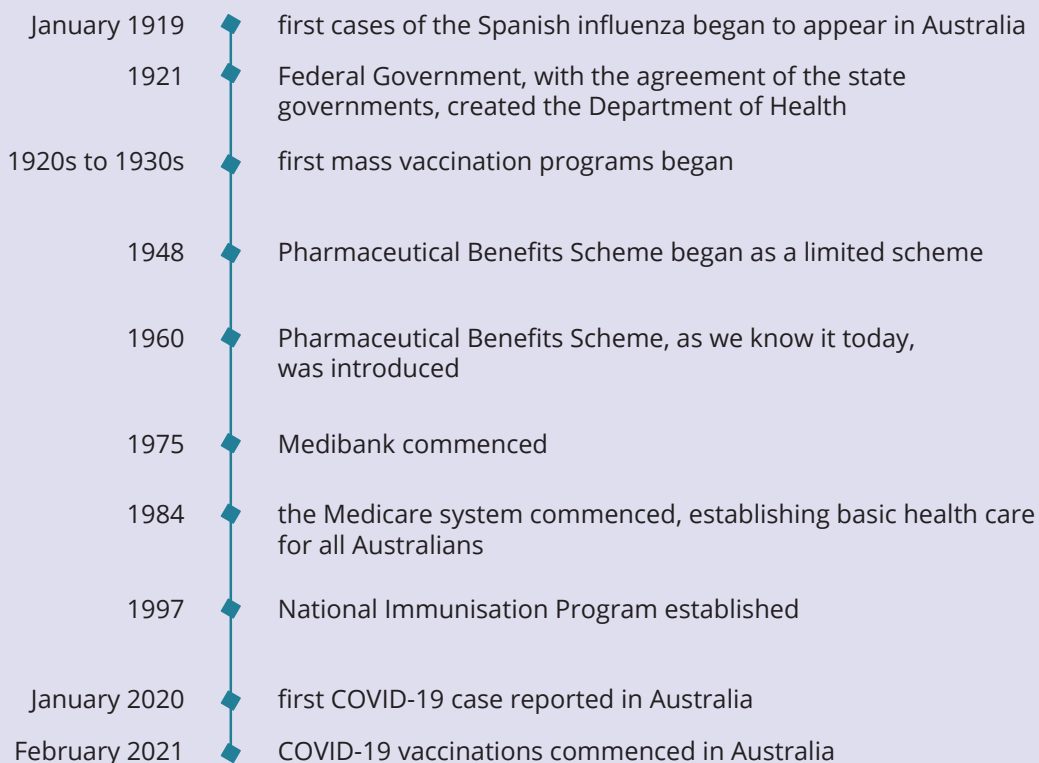 January 1919 first cases of the Spanish influenza began to appear in Australia
1921 Federal Government, with the agreement of the state
governments, created the Department of Health
1920s to 1930s first mass vaccination programs began
1948 Pharmaceutical Benefits Scheme began as a limited scheme
1960 Pharmaceutical Benefits Scheme, as we know it today,
was introduced
1975 Medibank commenced
1984 the Medicare system commenced, establishing basic health care
for all Australians
1997 National Immunisation Program established
January 2020 first COVID-19 case reported in Australia
February 2021 COVID-19 vaccinations commenced in Australia